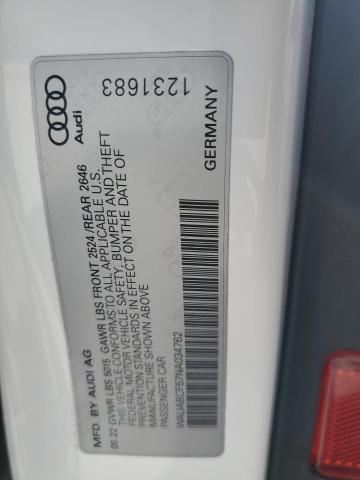 Audi
1231683
GERMANY
MFD. BY AUDI AG
05 22 GVWR LBS 5015 GAWR LBS FRONT 2524 /REAR 2646
THIS VEHICLE CONFORMS TO ALL APPLICABLE U.S.
FEDERAL MOTOR VEHICLE SAFETY, BUMPER AND THEFT
PREVENTION STANDARDS IN EFFECT ON THE DATE OF
MANUFACTURE SHOWN ABOVE
PASSENGER CAR
WAUABCF57NA034762